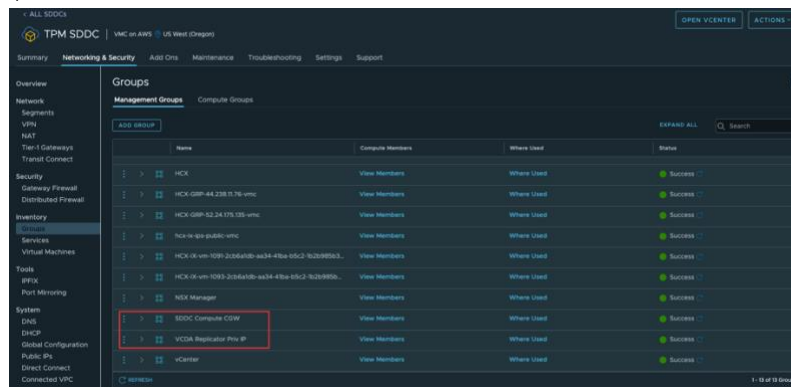 < ALL SDDCs
TPM SDDC | VMC on AWS US West (Oregon)
OPEN VCENTER
ACTIONS
Summary Networking & Security Add Ons Maintenance Troubleshooting Settings Support
Overview
Network
Segments
VPN
NAT
Tier-1 Gateways
Transit Connect
Security
Gateway Firewall
Distributed Firewall
Inventory
Groups
Services
Virtual Machines
Tools
IPFIX
Port Mirroring
System
DNS
DHCP
Global Configuration
Public IPs
Direct Connect
Connected VPC
Groups
Management Groups Compute Groups
ADD GROUP
EXPAND ALL Search
Name Compute Members Where Used Status
HCX View Members Where Used Success
HCX-GRP-44.238.11.76-vmc View Members Where Used Success
HCX-GRP-52.24.175.135-vmc View Members Where Used Success
hcx-ix-ips-public-vmc View Members Where Used Success
View Members Where Used Success
View Members Where Used Success
NSX Manager View Members Where Used Success
SDDC Compute CGW View Members Where Used Success
VCDA Replicator Priv IP View Members Where Used Success
vCenter View Members Where Used Success
REFRESH
1 - 13 of 13 Grou